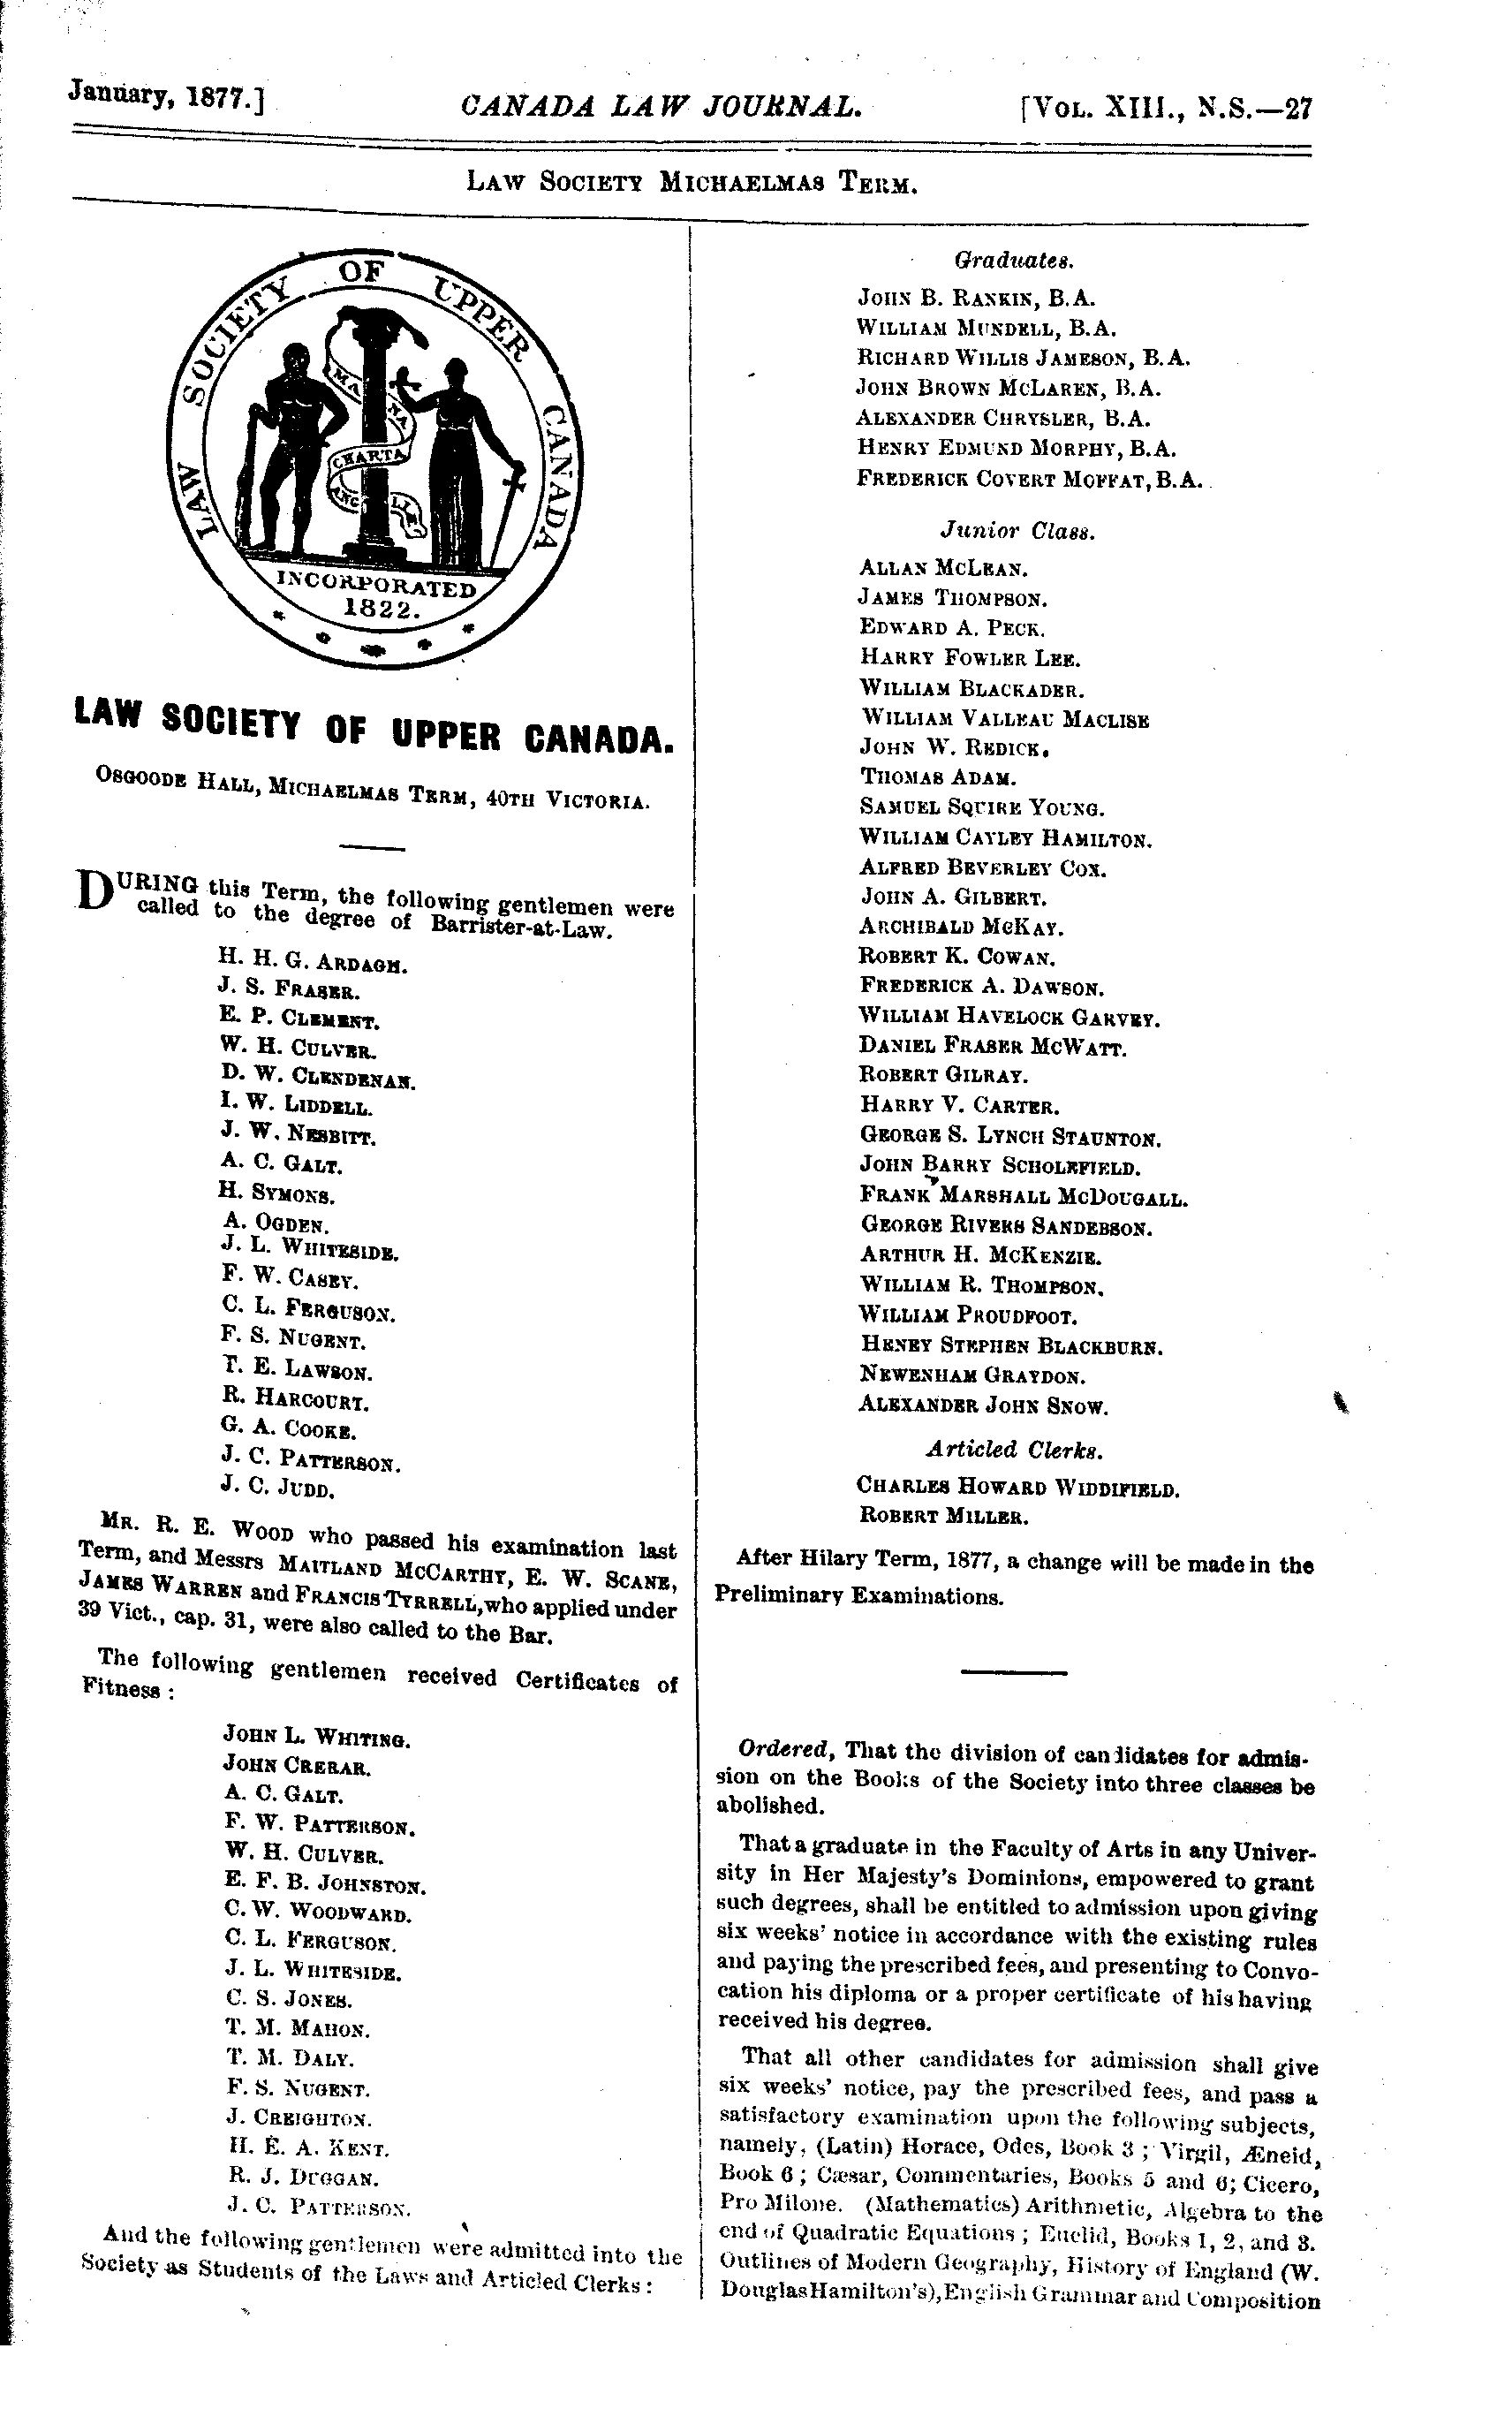 January, 1877.]
CANADA LAW JOURNAL.
[VOL. XIII., N.S.—27
LAW SOCIETY MICHAELMAS TERM.
LAW SOCIETY OF UPPER CANADA
MAGNA
CHARTA
ANGLIÆ
INCORPORATED
1822.
LAW SOCIETY OF UPPER CANADA.
OSGOODE HALL, MICHAELMAS TERM, 40TH VICTORIA.
DURING this Term, the following gentlemen were
called to the degree of Barrister-at-Law.
H. H. G. ARDAGH.
J. S. FRASER.
E. P. CLEMENT.
W. H. CULVER.
D. W. CLENDENAN.
I. W. LIDDELL.
J. W. NESBITT.
A. C. GALT.
H. SYMONS.
A. OGDEN.
J. L. WHITESIDE.
F. W. CASEY.
C. L. FERGUSON.
F. S. NUGENT.
T. E. LAWSON.
R. HARCOURT.
G. A. COOKE.
J. C. PATTERSON.
J. C. JUDD.
MR. R. E. WOOD who passed his examination last
Term, and Messrs MAITLAND MCCARTHY, E. W. SCANE,
JAMES WARREN and FRANCIS TYRRELL, who applied under
39 Vict., cap. 31, were also called to the Bar.
The following gentlemen received Certificates of
Fitness :
JOHN L. WHITING.
JOHN CRERAR.
A. C. GALT.
F. W. PATTERSON.
W. H. CULVER.
E. F. B. JOHNSTON.
C. W. WOODWARD.
C. L. FERGUSON.
J. L. WHITESIDE.
C. S. JONES.
T. M. MAHON.
T. M. DALY.
F. S. NUGENT.
J. CREIGHTON.
H. E. A. KENT.
R. J. DUGGAN.
J. C. PATTERSON.
And the following gentlemen were admitted into the
Society as Students of the Laws and Articled Clerks :
Graduates.
JOHN B. RANKIN, B.A.
WILLIAM MUNDELL, B.A.
RICHARD WILLIS JAMESON, B.A.
JOHN BROWN MCLAREN, B.A.
ALEXANDER CHRYSLER, B.A.
HENRY EDMUND MORPHY, B.A.
FREDERICK COVERT MOFFAT, B.A.
Junior Class.
ALLAN MCLEAN.
JAMES THOMPSON.
EDWARD A. PECK.
HARRY FOWLER LEE.
WILLIAM BLACKADER.
WILLIAM VALLEAU MACLISE
JOHN W. REDICK.
THOMAS ADAM.
SAMUEL SQUIRE YOUNG.
WILLIAM CAYLEY HAMILTON.
ALFRED BEVERLEY COX.
JOHN A. GILBERT.
ARCHIBALD MCKAY.
ROBERT K. COWAN.
FREDERICK A. DAWSON.
WILLIAM HAVELOCK GARVEY.
DANIEL FRASER MCWATT.
ROBERT GILRAY.
HARRY V. CARTER.
GEORGE S. LYNCH STAUNTON.
JOHN BARRY SCHOLEFIELD.
FRANK MARSHALL MCDOUGALL.
GEORGE RIVERS SANDERSON.
ARTHUR H. MCKENZIE.
WILLIAM R. THOMPSON.
WILLIAM PROUDFOOT.
HENRY STEPHEN BLACKBURN.
NEWENHAM GRAYDON.
ALEXANDER JOHN SNOW.
Articled Clerks.
CHARLES HOWARD WIDDIFIELD.
ROBERT MILLER.
After Hilary Term, 1877, a change will be made in the
Preliminary Examinations.
Ordered, That the division of candidates for admis-
sion on the Books of the Society into three classes be
abolished.
That a graduate in the Faculty of Arts in any Univer-
sity in Her Majesty's Dominions, empowered to grant
such degrees, shall be entitled to admission upon giving
six weeks' notice in accordance with the existing rules
and paying the prescribed fees, and presenting to Convo-
cation his diploma or a proper certificate of his having
received his degree.
That all other candidates for admission shall give
six weeks' notice, pay the prescribed fees, and pass a
satisfactory examination upon the following subjects,
namely, (Latin) Horace, Odes, Book 3 ; Virgil, Æneid,
Book 6 ; Cæsar, Commentaries, Books 5 and 6; Cicero,
Pro Milone. (Mathematics) Arithmetic, Algebra to the
end of Quadratic Equations ; Euclid, Books 1, 2, and 3.
Outlines of Modern Geography, History of England (W.
Douglas Hamilton's), English Grammar and Composition